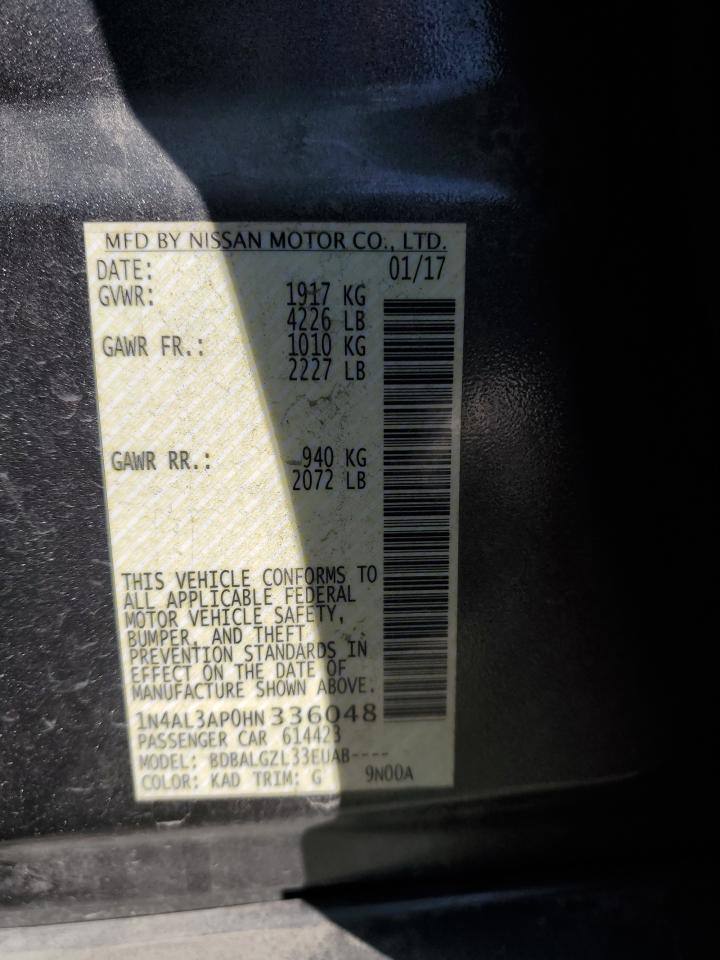 MFD BY NISSAN MOTOR CO., LTD.
DATE: 01/17
GVWR: 1917 KG
4226 LB
GAWR FR.: 1010 KG
2227 LB
GAWR RR.: 940 KG
2072 LB
THIS VEHICLE CONFORMS TO
ALL APPLICABLE FEDERAL
MOTOR VEHICLE SAFETY,
BUMPER, AND THEFT
PREVENTION STANDARDS IN
EFFECT ON THE DATE OF
MANUFACTURE SHOWN ABOVE.
1N4AL3AP0HN336048
PASSENGER CAR 614423
MODEL: BDBALGZL33EUAB----
COLOR: KAD TRIM: G 9N00A